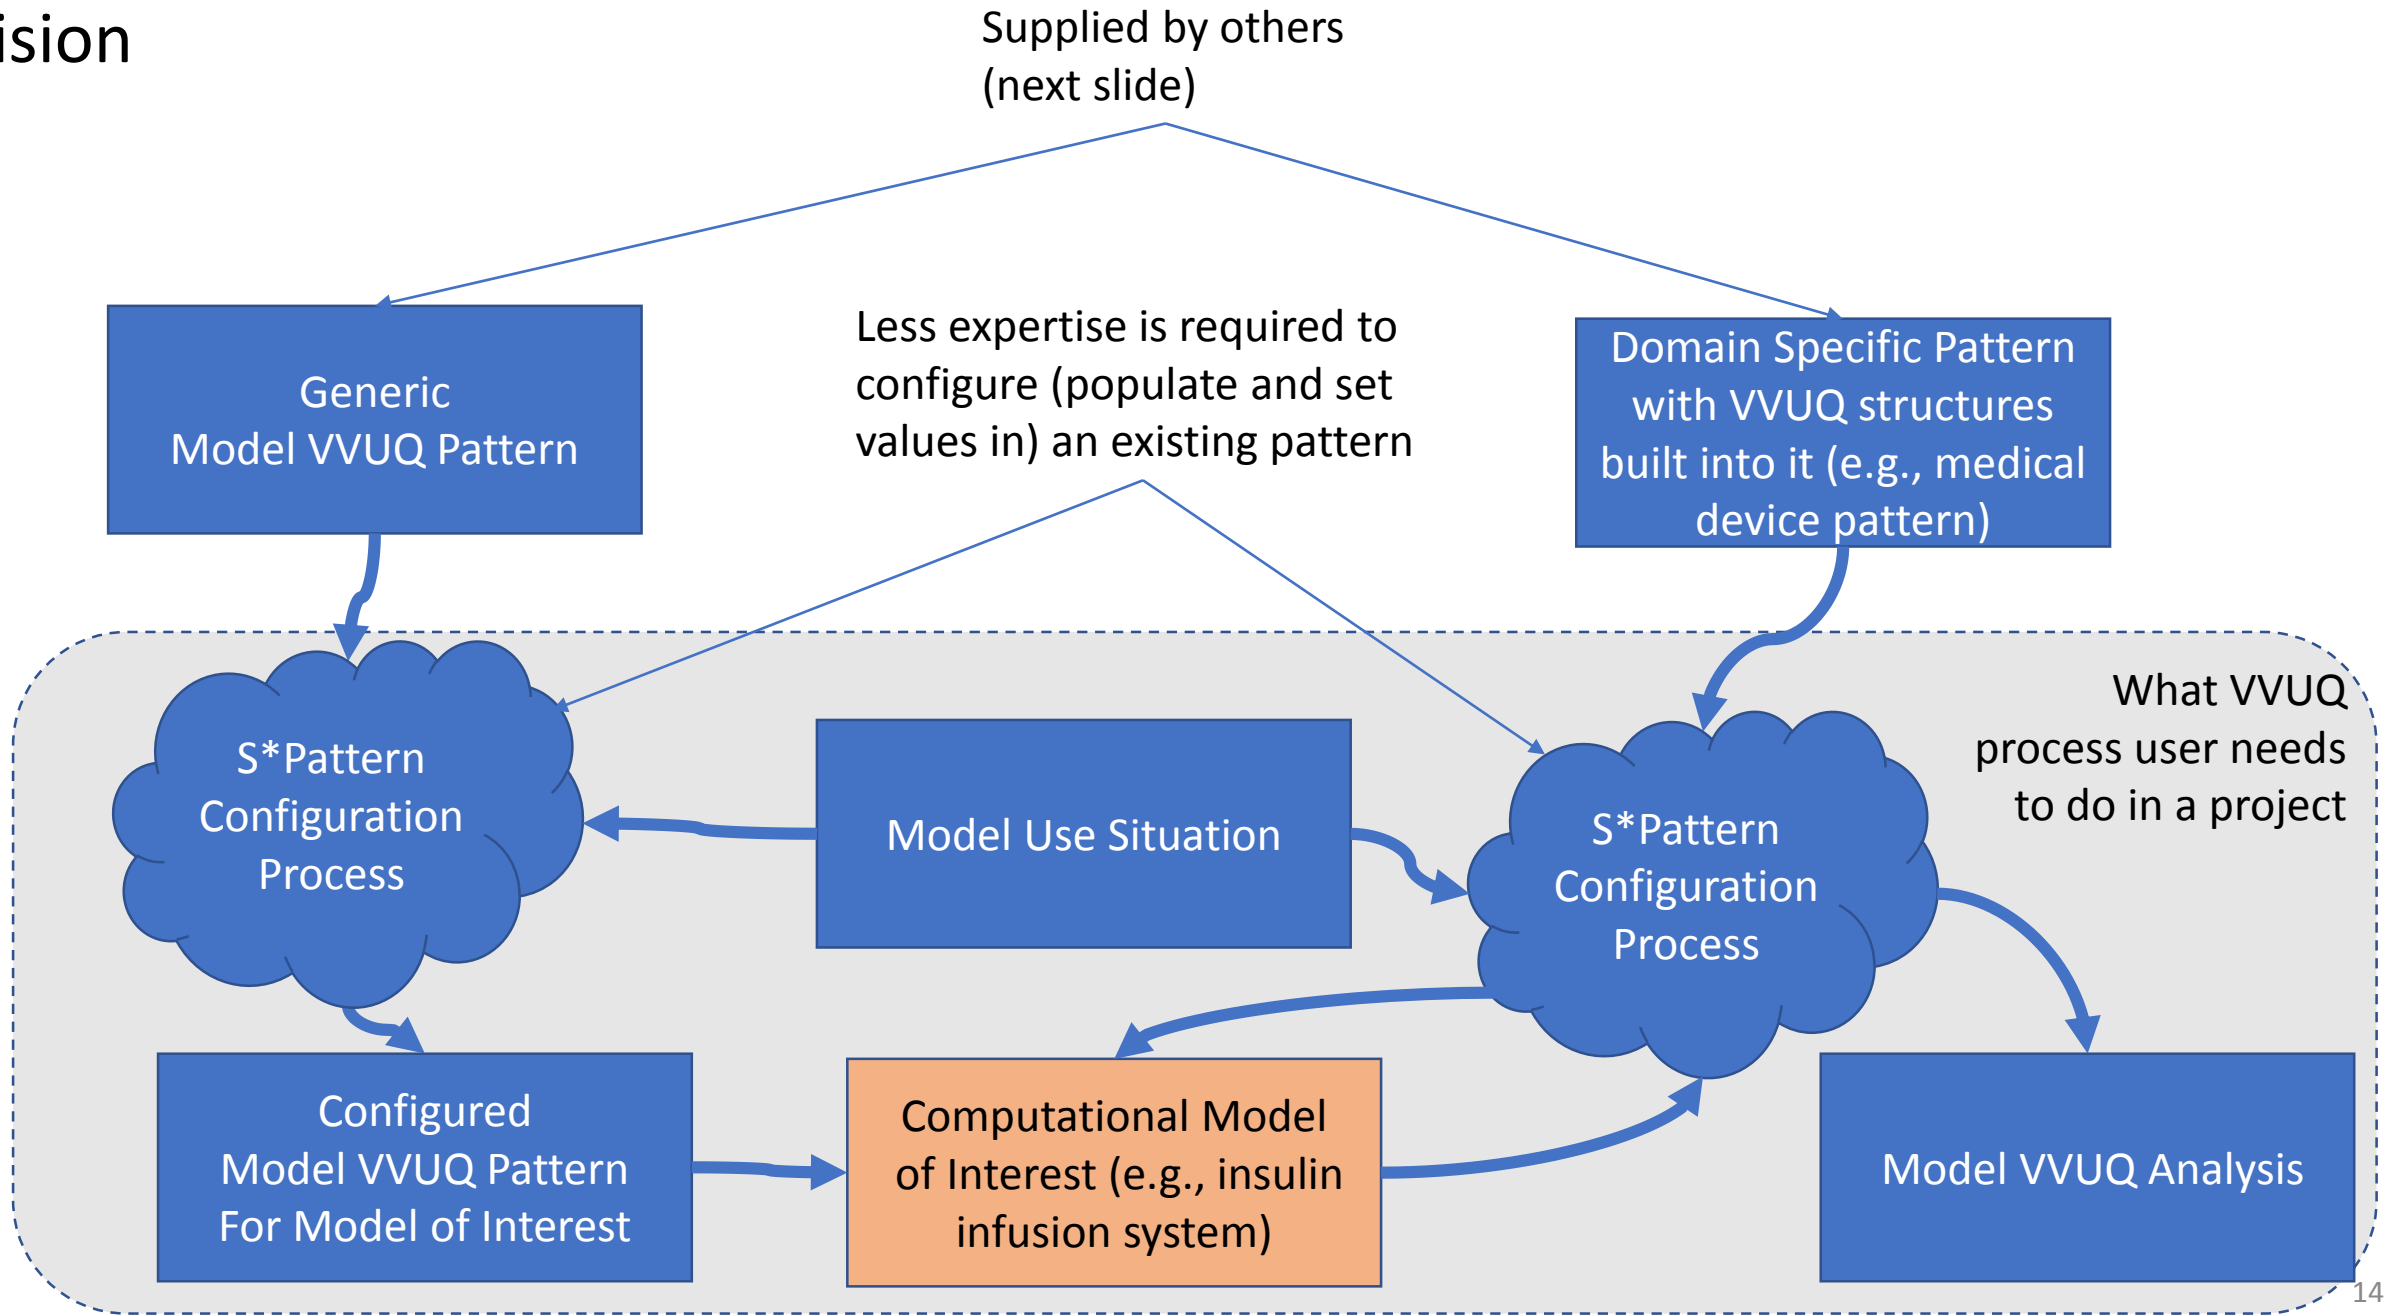 ision
Supplied by others
(next slide)
Generic
Model VVUQ Pattern
Less expertise is required to
configure (populate and set
values in) an existing pattern
Domain Specific Pattern
with VVUQ structures
built into it (e.g., medical
device pattern)
S*Pattern
Configuration
Process
Model Use Situation
S*Pattern
Configuration
Process
What VVUQ
process user needs
to do in a project
Configured
Model VVUQ Pattern
For Model of Interest
Computational Model
of Interest (e.g., insulin
infusion system)
Model VVUQ Analysis
14